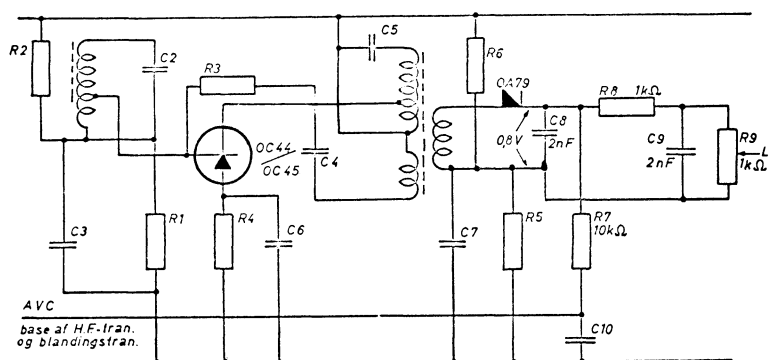 R2
C2
R3
C5
R6
OA79
R8 1kΩ
C8
2nF
C9
2nF
R9
1kΩ
L
0,8V
OC44
OC45
C4
C3
R1
R4
C6
C7
R5
R7
10kΩ
AVC
base af H.F-tran.
og blandingstran.
C10